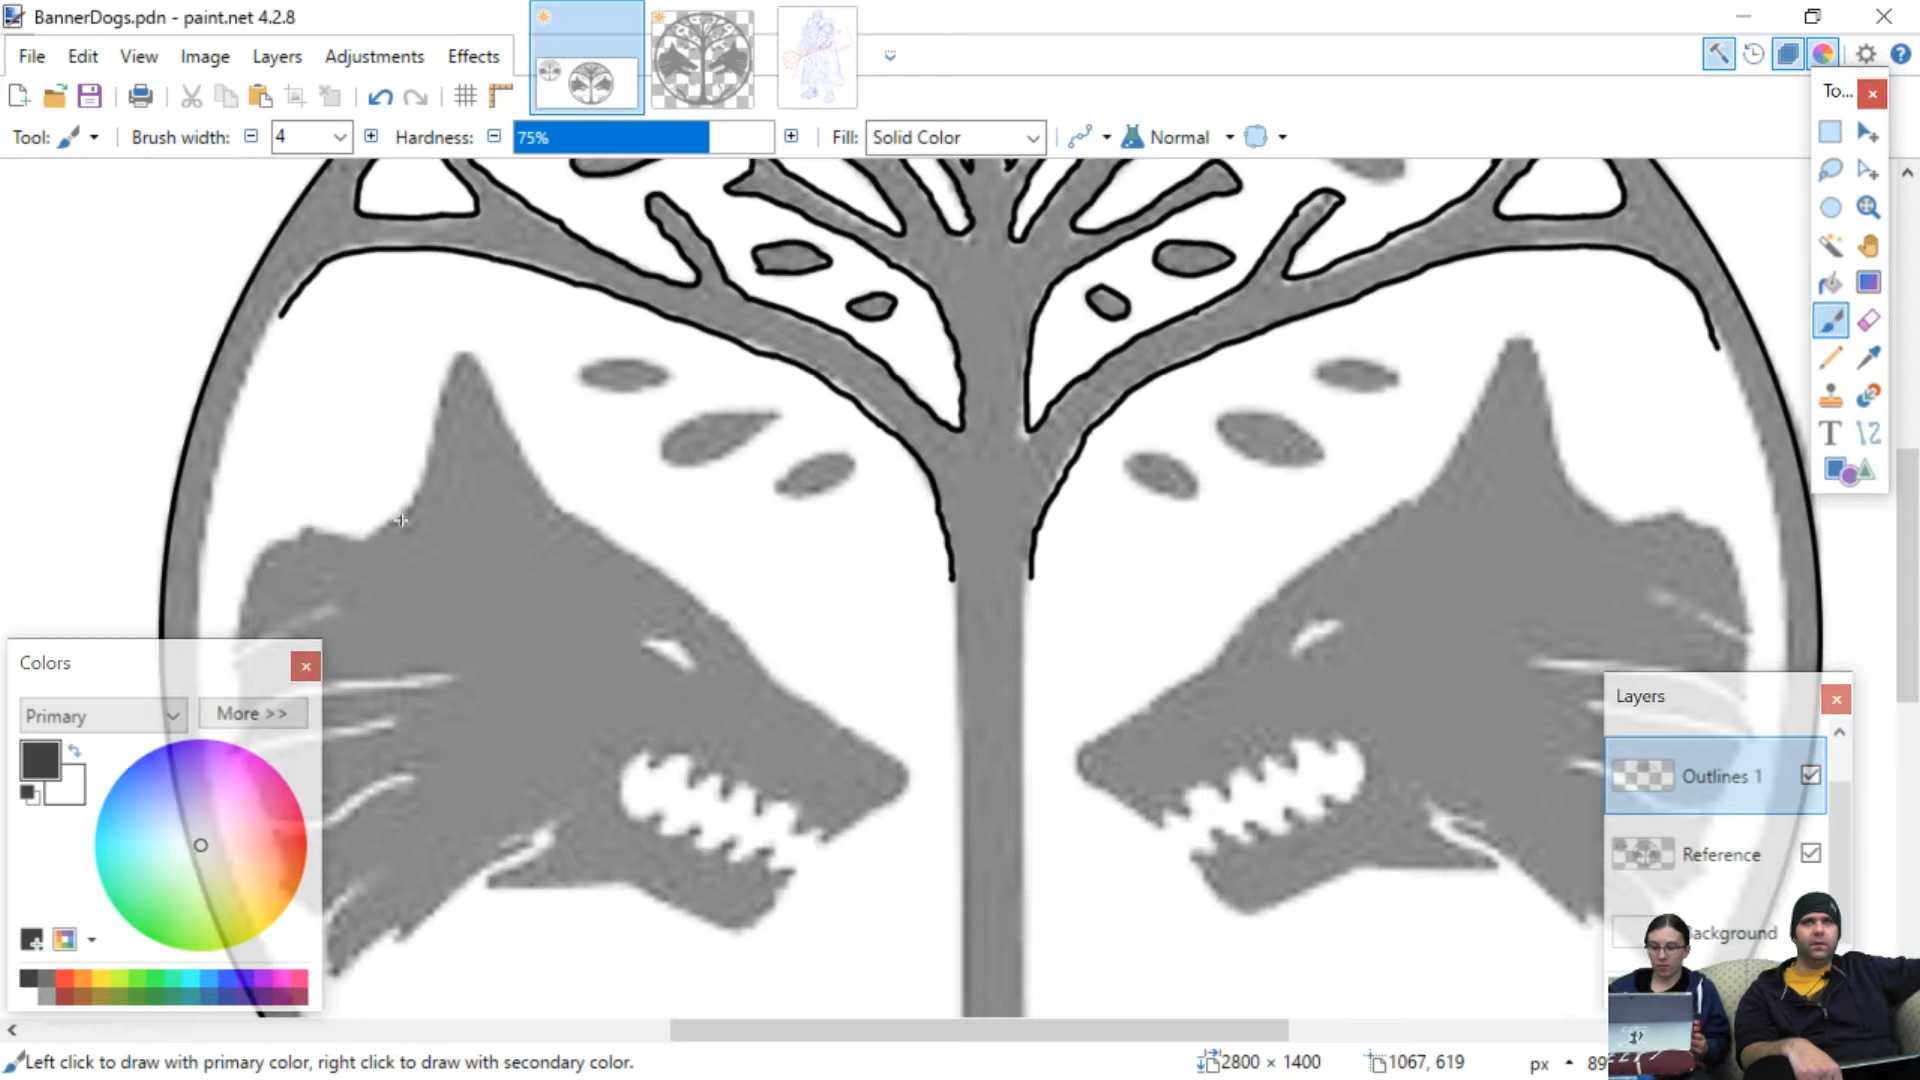 BannerDogs.pdn - paint.net 4.2.8
File Edit View Image Layers Adjustments Effects
Tool: Brush width: 4 Hardness: 75% Fill: Solid Color Normal
To...
T
Colors
Primary More >>
Layers
Outlines 1
Reference
ackground
Left click to draw with primary color, right click to draw with secondary color. 2800 × 1400 1067, 619 px 89